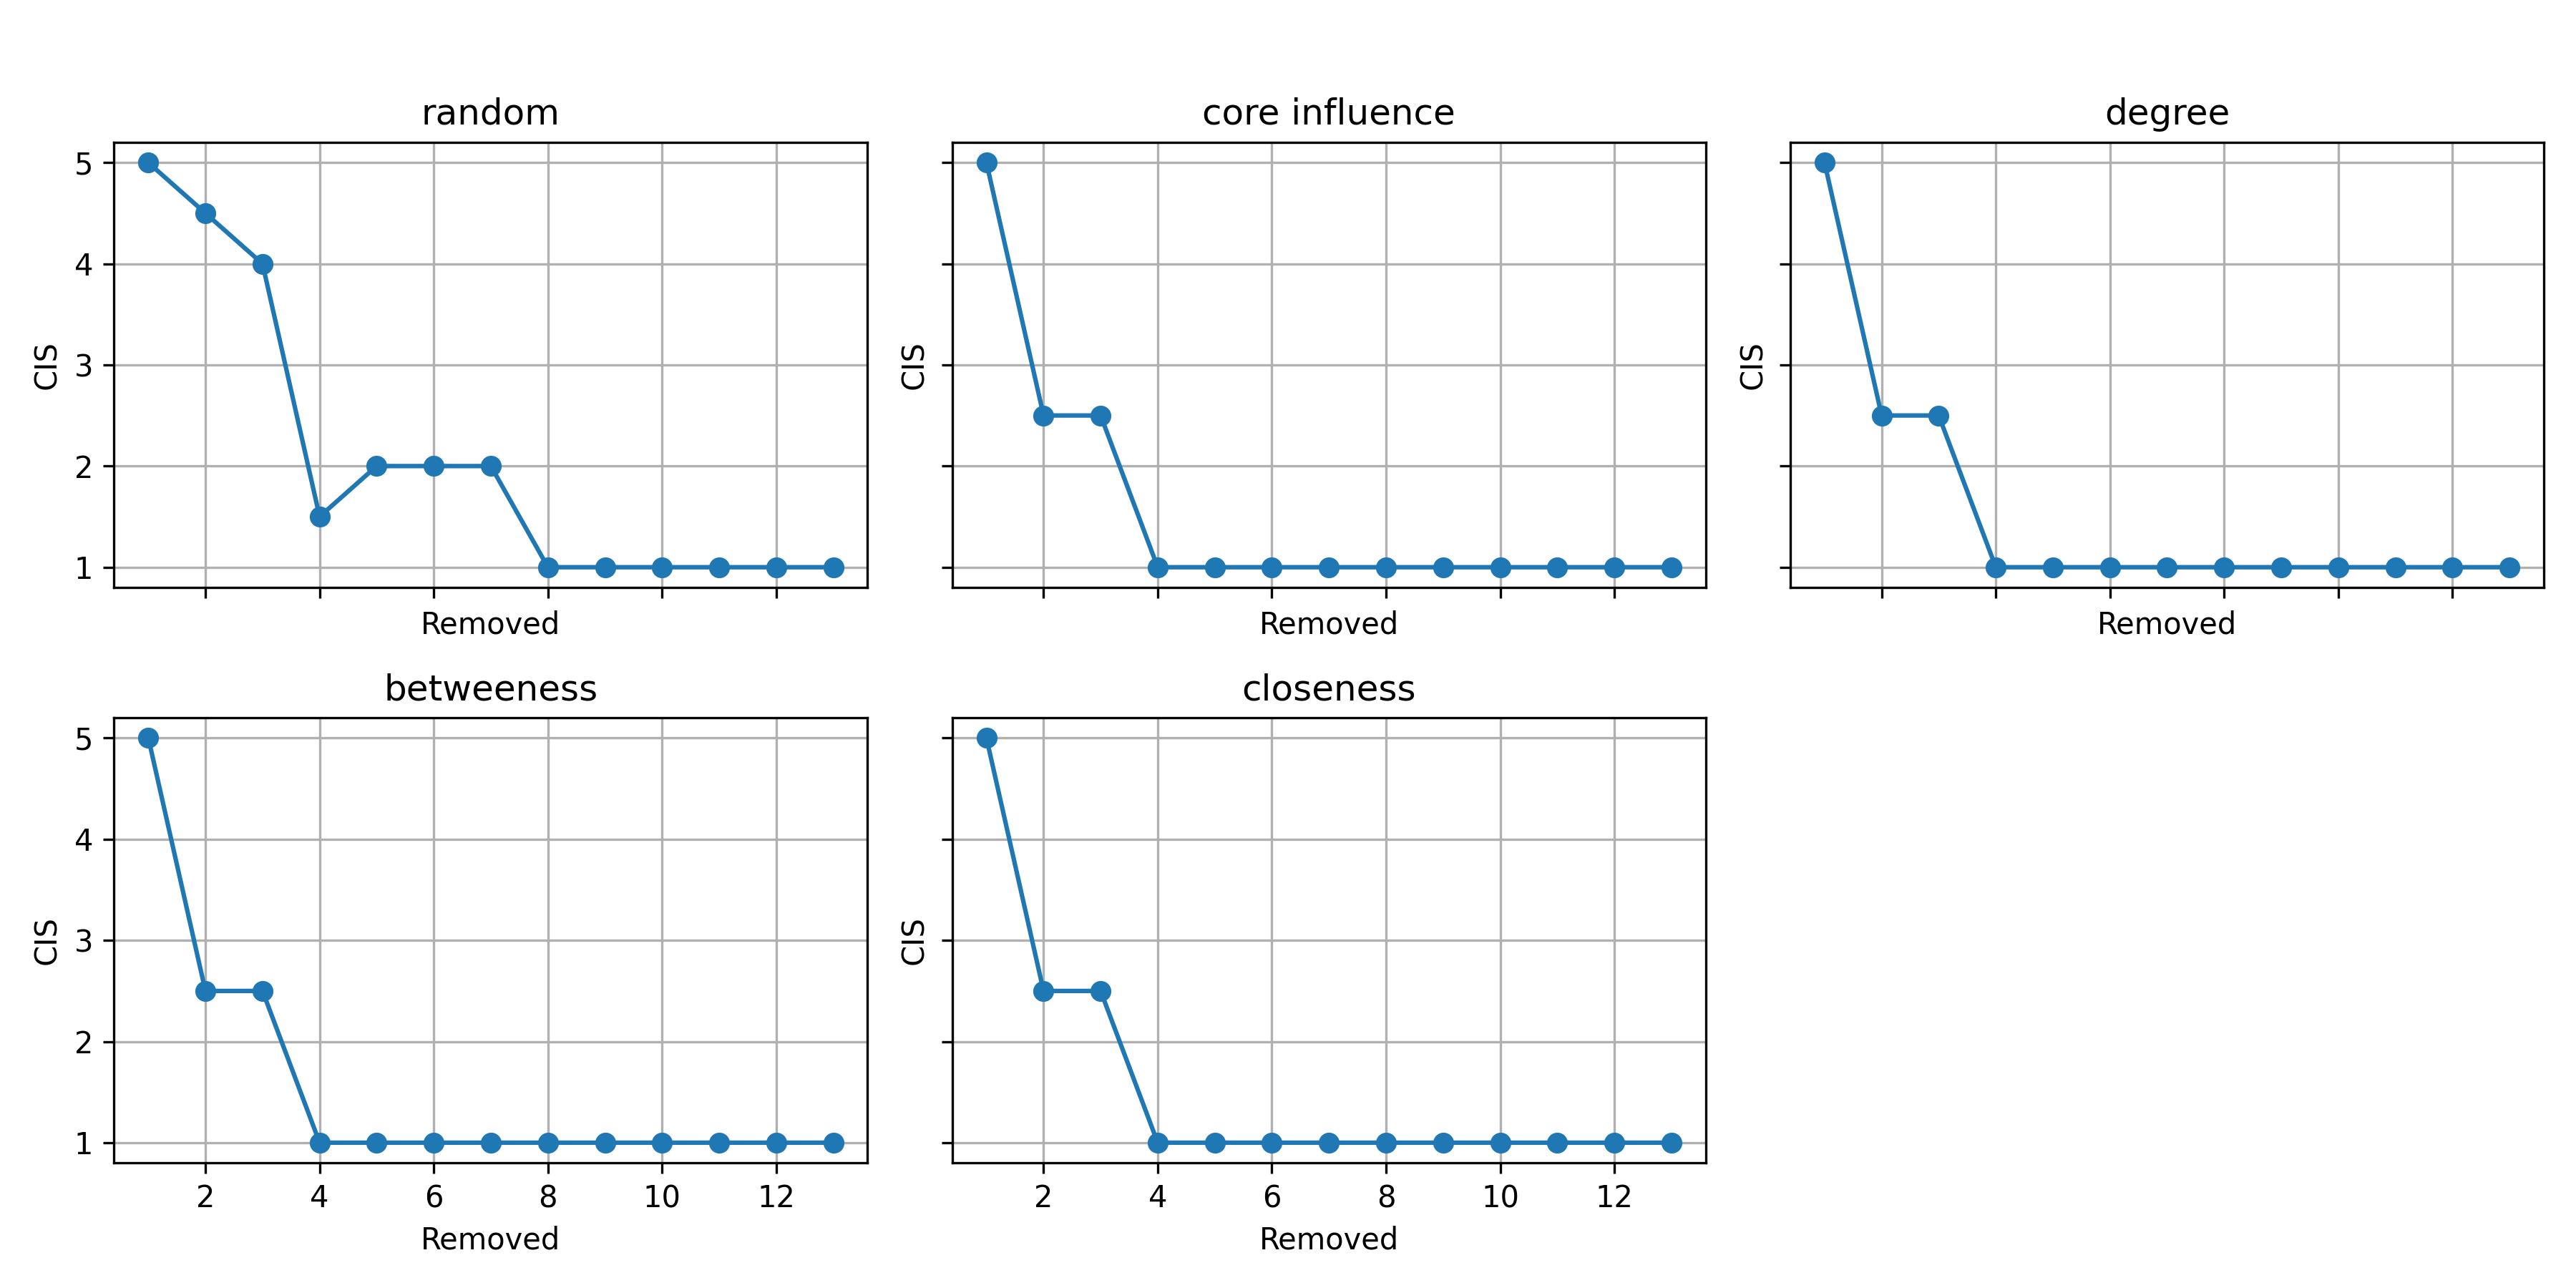 random
5
4
3
2
1
CIS
Removed
core influence
CIS
Removed
degree
CIS
Removed
betweeness
5
4
3
2
1
CIS
2 4 6 8 10 12
Removed
closeness
CIS
2 4 6 8 10 12
Removed